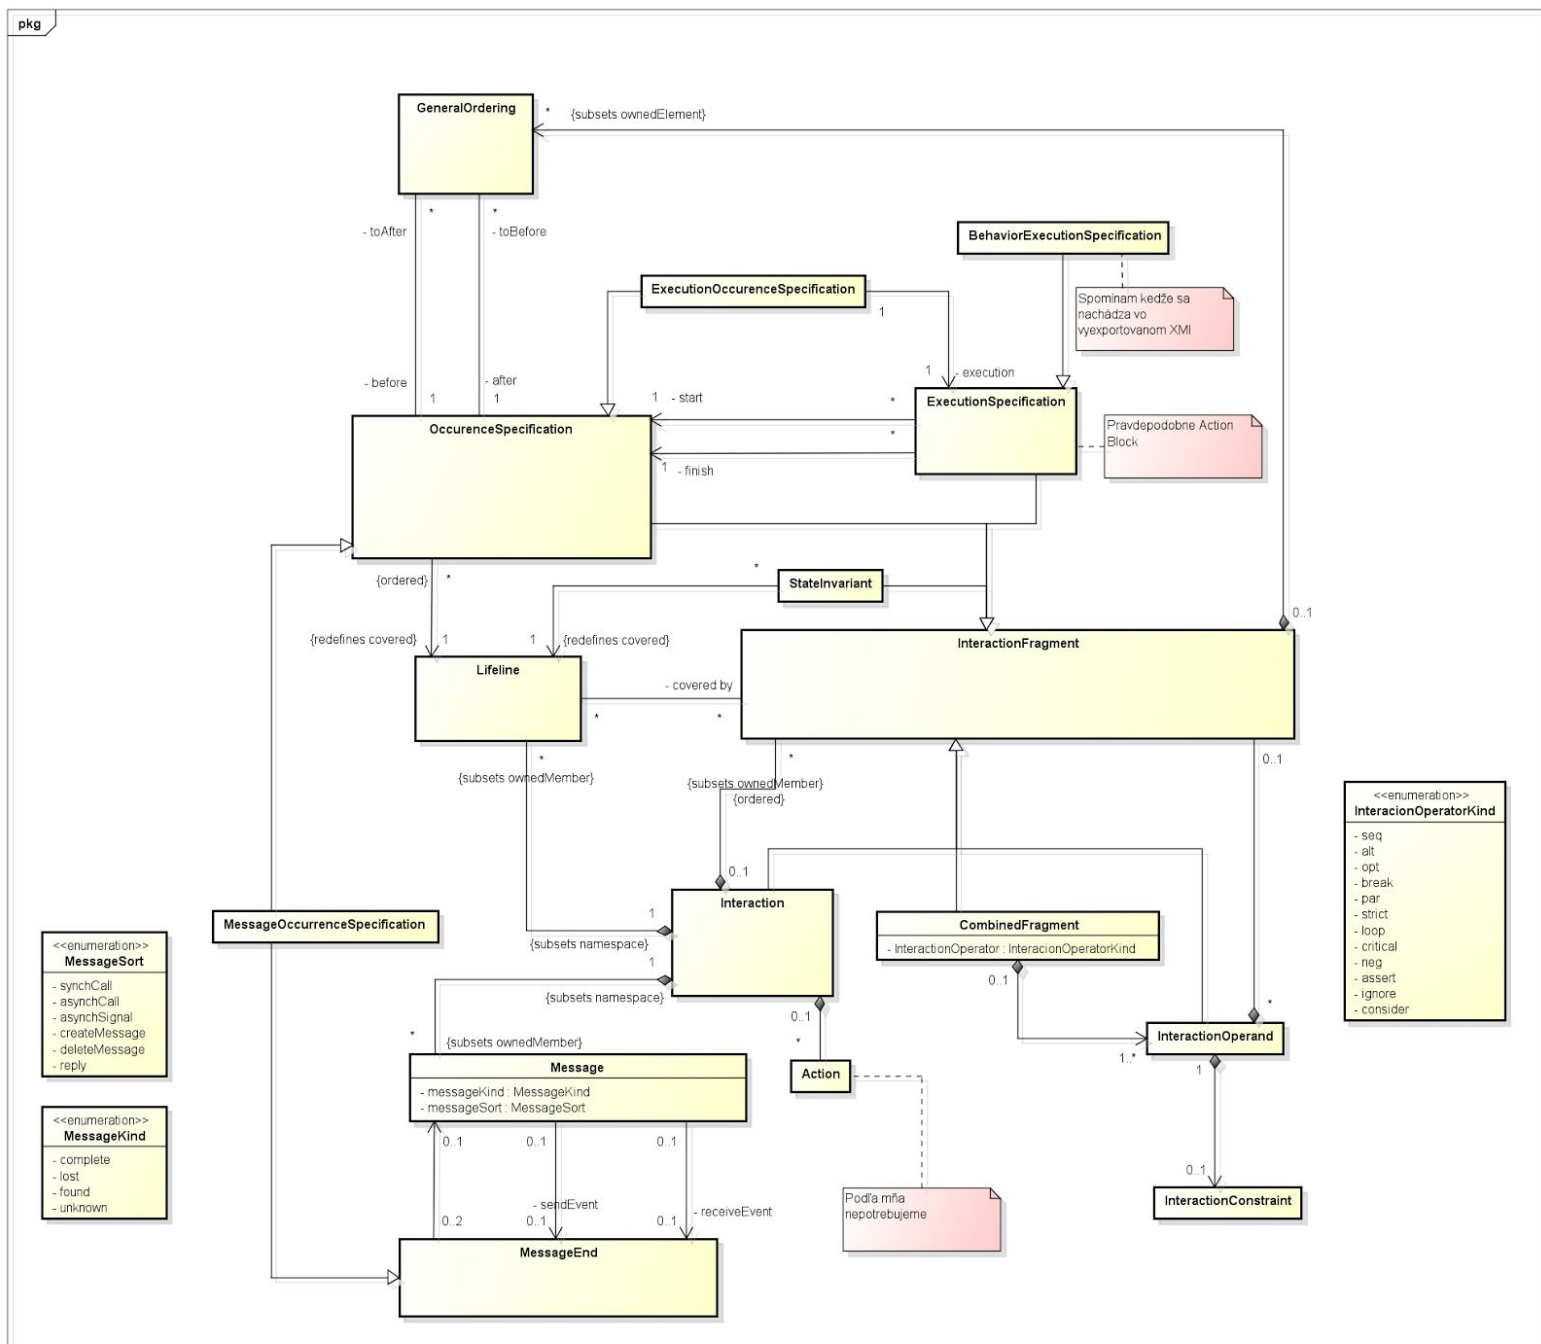 pkg
GeneralOrdering
*
{subsets ownedElement}
*
*
- toAfter
- toBefore
BehaviorExecutionSpecification
ExecutionOccurenceSpecification
1
Spomínam kedže sa
nachádza vo
vyexportovanom XMI
- before
- after
1
1
1
- execution
1
- start
*
ExecutionSpecification
OccurenceSpecification
*
1
- finish
Pravdepodobne Action
Block
{ordered}
*
*
StateInvariant
0..1
{redefines covered}
1
1
{redefines covered}
InteractionFragment
Lifeline
- covered by
*
*
*
{subsets ownedMember}
*
{subsets ownedMember}
{ordered}
0..1
<<enumeration>>
InteracionOperatorKind
- seq
- alt
- opt
- break
- par
- strict
- loop
- critical
- neg
- assert
- ignore
- consider
0..1
Interaction
1
{subsets namespace}
1
{subsets namespace}
MessageOccurrenceSpecification
CombinedFragment
- InteractionOperator : InteracionOperatorKind
0..1
<<enumeration>>
MessageSort
- synchCall
- asynchCall
- asynchSignal
- createMessage
- deleteMessage
- reply
0..1
*
*
InteractionOperand
1..*
1
*
{subsets ownedMember}
Message
- messageKind : MessageKind
- messageSort : MessageSort
Action
<<enumeration>>
MessageKind
- complete
- lost
- found
- unknown
0..1
0..1
0..1
0..1
InteractionConstraint
Podľa mňa
nepotrebujeme
- sendEvent
- receiveEvent
0..2
0..1
0..1
MessageEnd